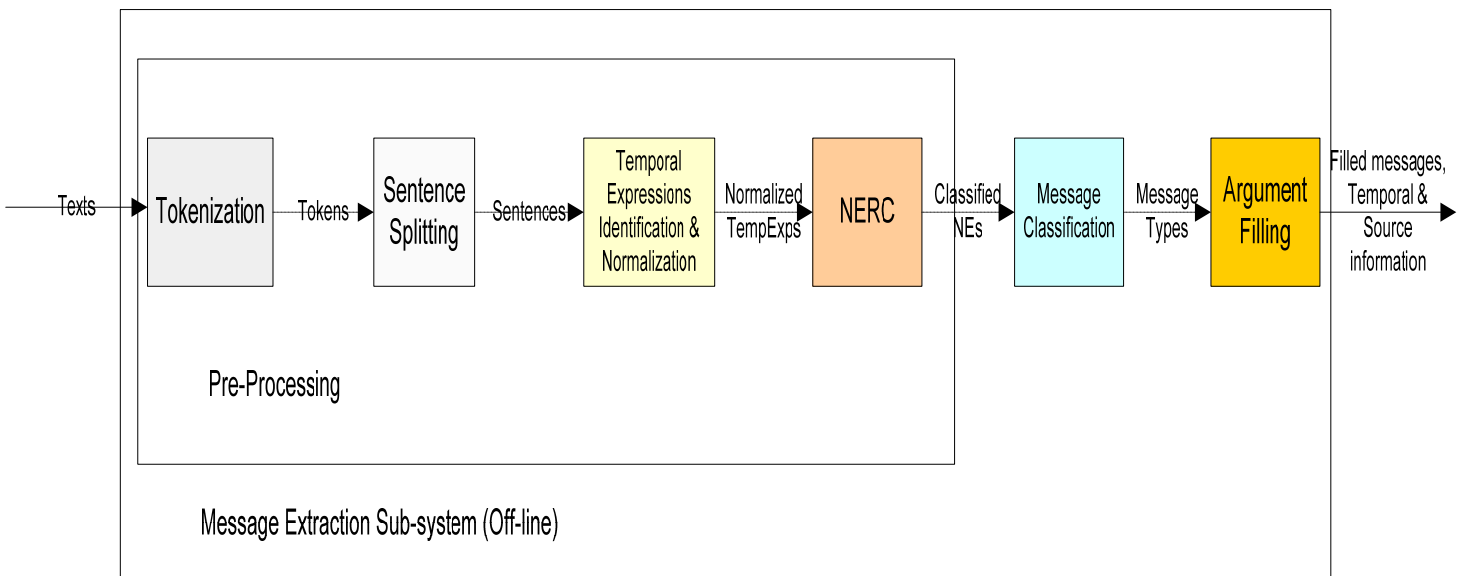 Texts
Tokenization
Tokens
Sentence
Splitting
Sentences
Temporal
Expressions
Identification &
Normalization
Normalized
TempExps
NERC
Classified
NEs
Message
Classification
Message
Types
Argument
Filling
Filled messages,
Temporal &
Source
information
Pre-Processing
Message Extraction Sub-system (Off-line)